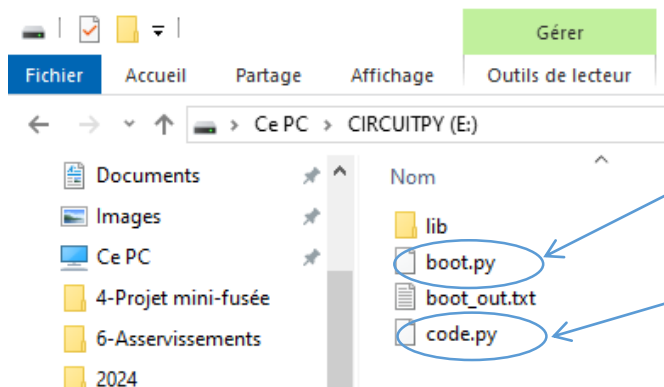 Gérer
Fichier Accueil Partage Affichage Outils de lecteur
Ce PC CIRCUITPY (E:)
Documents
Images
Ce PC
4-Projet mini-fusée
6-Asservissements
2024
Nom
lib
boot.py
boot_out.txt
code.py